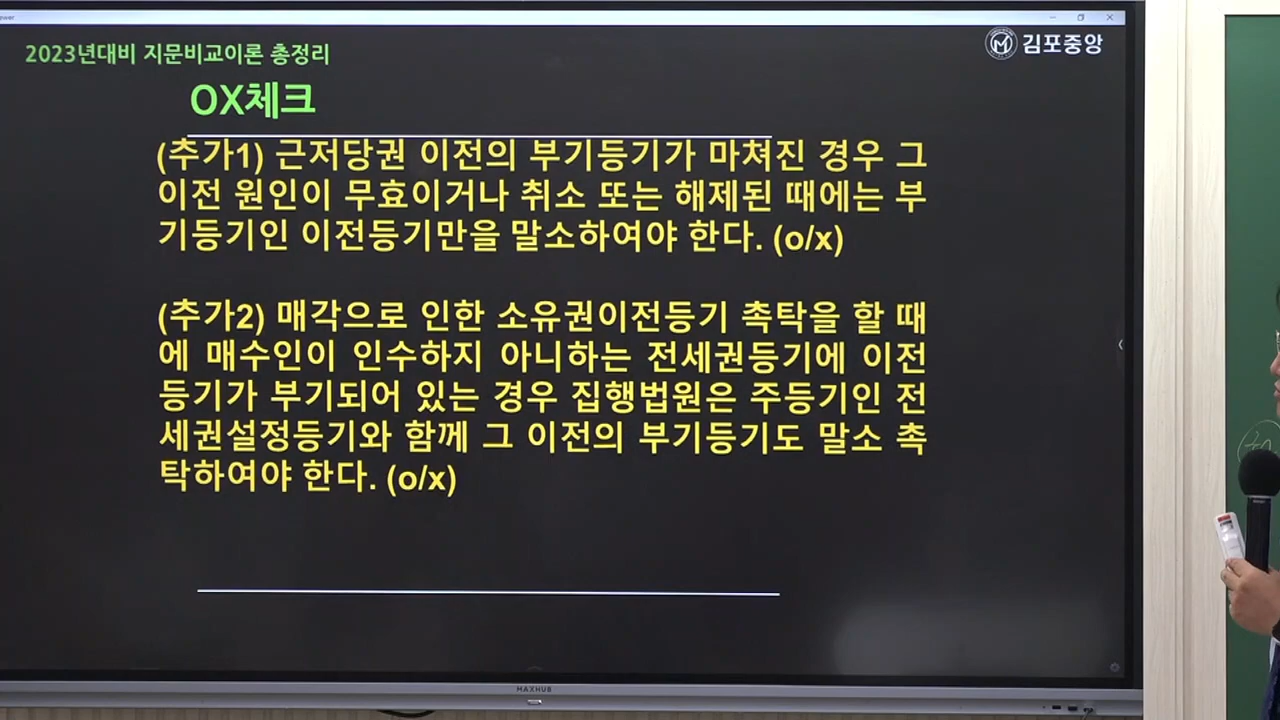 2023년대비 지문비교이론 총정리
김포중앙
OX체크
(추가1) 근저당권 이전의 부기등기가 마쳐진 경우 그
이전 원인이 무효이거나 취소 또는 해제된 때에는 부
기등기인 이전등기만을 말소하여야 한다. (o/x)
(추가2) 매각으로 인한 소유권이전등기 촉탁을 할 때
에 매수인이 인수하지 아니하는 전세권등기에 이전
등기가 부기되어 있는 경우 집행법원은 주등기인 전
세권설정등기와 함께 그 이전의 부기등기도 말소 촉
탁하여야 한다. (o/x)
MAXHUB